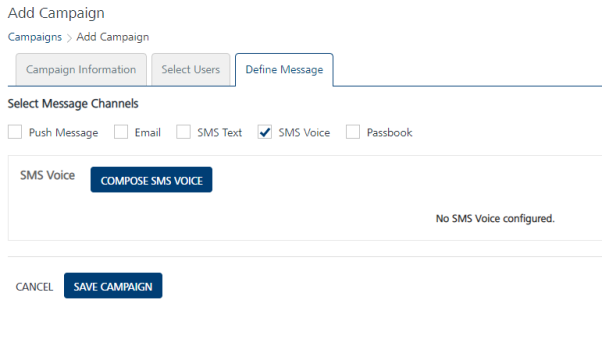 Add Campaign
Campaigns > Add Campaign
Campaign Information Select Users Define Message
Select Message Channels
Push Message Email SMS Text SMS Voice Passbook
SMS Voice COMPOSE SMS VOICE
No SMS Voice configured.
CANCEL SAVE CAMPAIGN